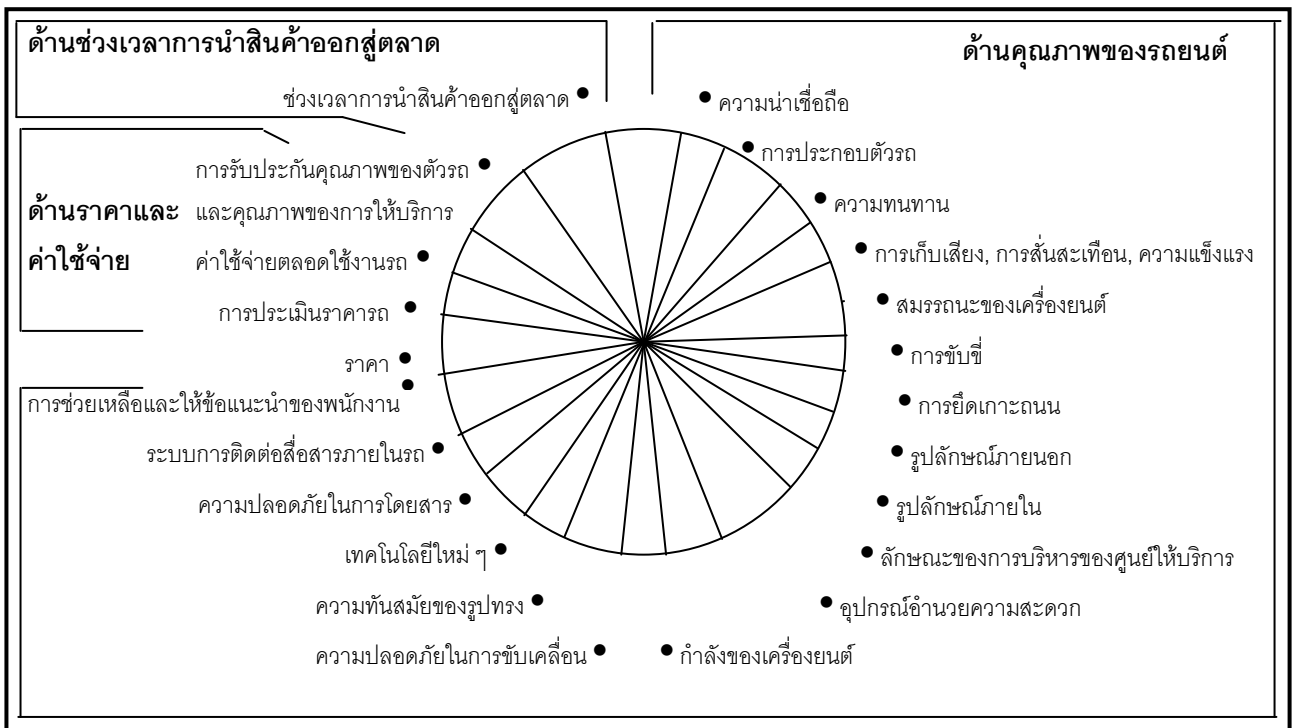 ด้านช่วงเวลาการนำสินค้าออกสู่ตลาด
ช่วงเวลาการนำสินค้าออกสู่ตลาด
ด้านคุณภาพของรถยนต์
ความน่าเชื่อถือ
การประกอบตัวรถ
ความทนทาน
การเก็บเสียง, การสั่นสะเทือน, ความแข็งแรง
สมรรถนะของเครื่องยนต์
การขับขี่
การยึดเกาะถนน
รูปลักษณ์ภายนอก
รูปลักษณ์ภายใน
ลักษณะของการบริหารของศูนย์ให้บริการ
อุปกรณ์อำนวยความสะดวก
กำลังของเครื่องยนต์
ด้านราคาและ
ค่าใช้จ่าย
การรับประกันคุณภาพของตัวรถ
และคุณภาพของการให้บริการ
ค่าใช้จ่ายตลอดใช้งานรถ
การประเมินราคารถ
ราคา
การช่วยเหลือและให้ข้อแนะนำของพนักงาน
ระบบการติดต่อสื่อสารภายในรถ
ความปลอดภัยในการโดยสาร
เทคโนโลยีใหม่ ๆ
ความทันสมัยของรูปทรง
ความปลอดภัยในการขับเคลื่อน